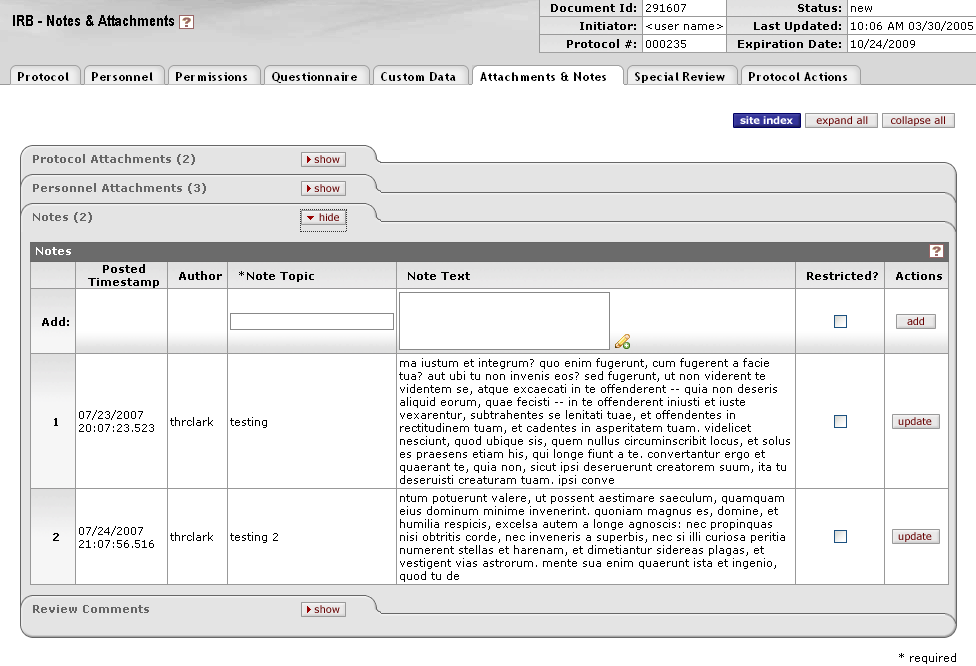 IRB - Notes & Attachments ?
Document Id: 291607 Status: new
Initiator: <user name> Last Updated: 10:06 AM 03/30/2005
Protocol #: 000235 Expiration Date: 10/24/2009
Protocol Personnel Permissions Questionnaire Custom Data Attachments & Notes Special Review Protocol Actions
site index expand all collapse all
Protocol Attachments (2) show
Personnel Attachments (3) show
Notes (2) hide
Notes ?
Posted Timestamp Author *Note Topic Note Text Restricted? Actions
Add: add
1 07/23/2007 20:07:23.523 thrclark testing
ma iustum et integrum? quo enim fugerunt, cum fugerent a facie
tua? aut ubi tu non invenis eos? sed fugerunt, ut non viderent te
videntem se, atque excaecati in te offenderent -- quia non deseris
aliquid eorum, quae fecisti -- in te offenderent iniusti et iuste
vexarentur, subtrahentes se lenitati tuae, et offendentes in
rectitudinem tuam, et cadentes in asperitatem tuam. videlicet
nesciunt, quod ubique sis, quem nullus circuminscribit locus, et solus
es praesens etiam his, qui longe fiunt a te. convertantur ergo et
quaerant te, quia non, sicut ipsi deseruerunt creatorem suum, ita tu
deseruisti creaturam tuam. ipsi conve
update
2 07/24/2007 21:07:56.516 thrclark testing 2
ntum potuerunt valere, ut possent aestimare saeculum, quamquam
eius dominum minime invenerint. quoniam magnus es, domine, et
humilia respicis, excelsa autem a longe agnoscis: nec propinquas
nisi obtritis corde, nec inveneris a superbis, nec si illi curiosa peritia
numerent stellas et harenam, et dimetiantur sidereas plagas, et
vestigent vias astrorum. mente sua enim quaerunt ista et ingenio,
quod tu de
update
Review Comments show
* required